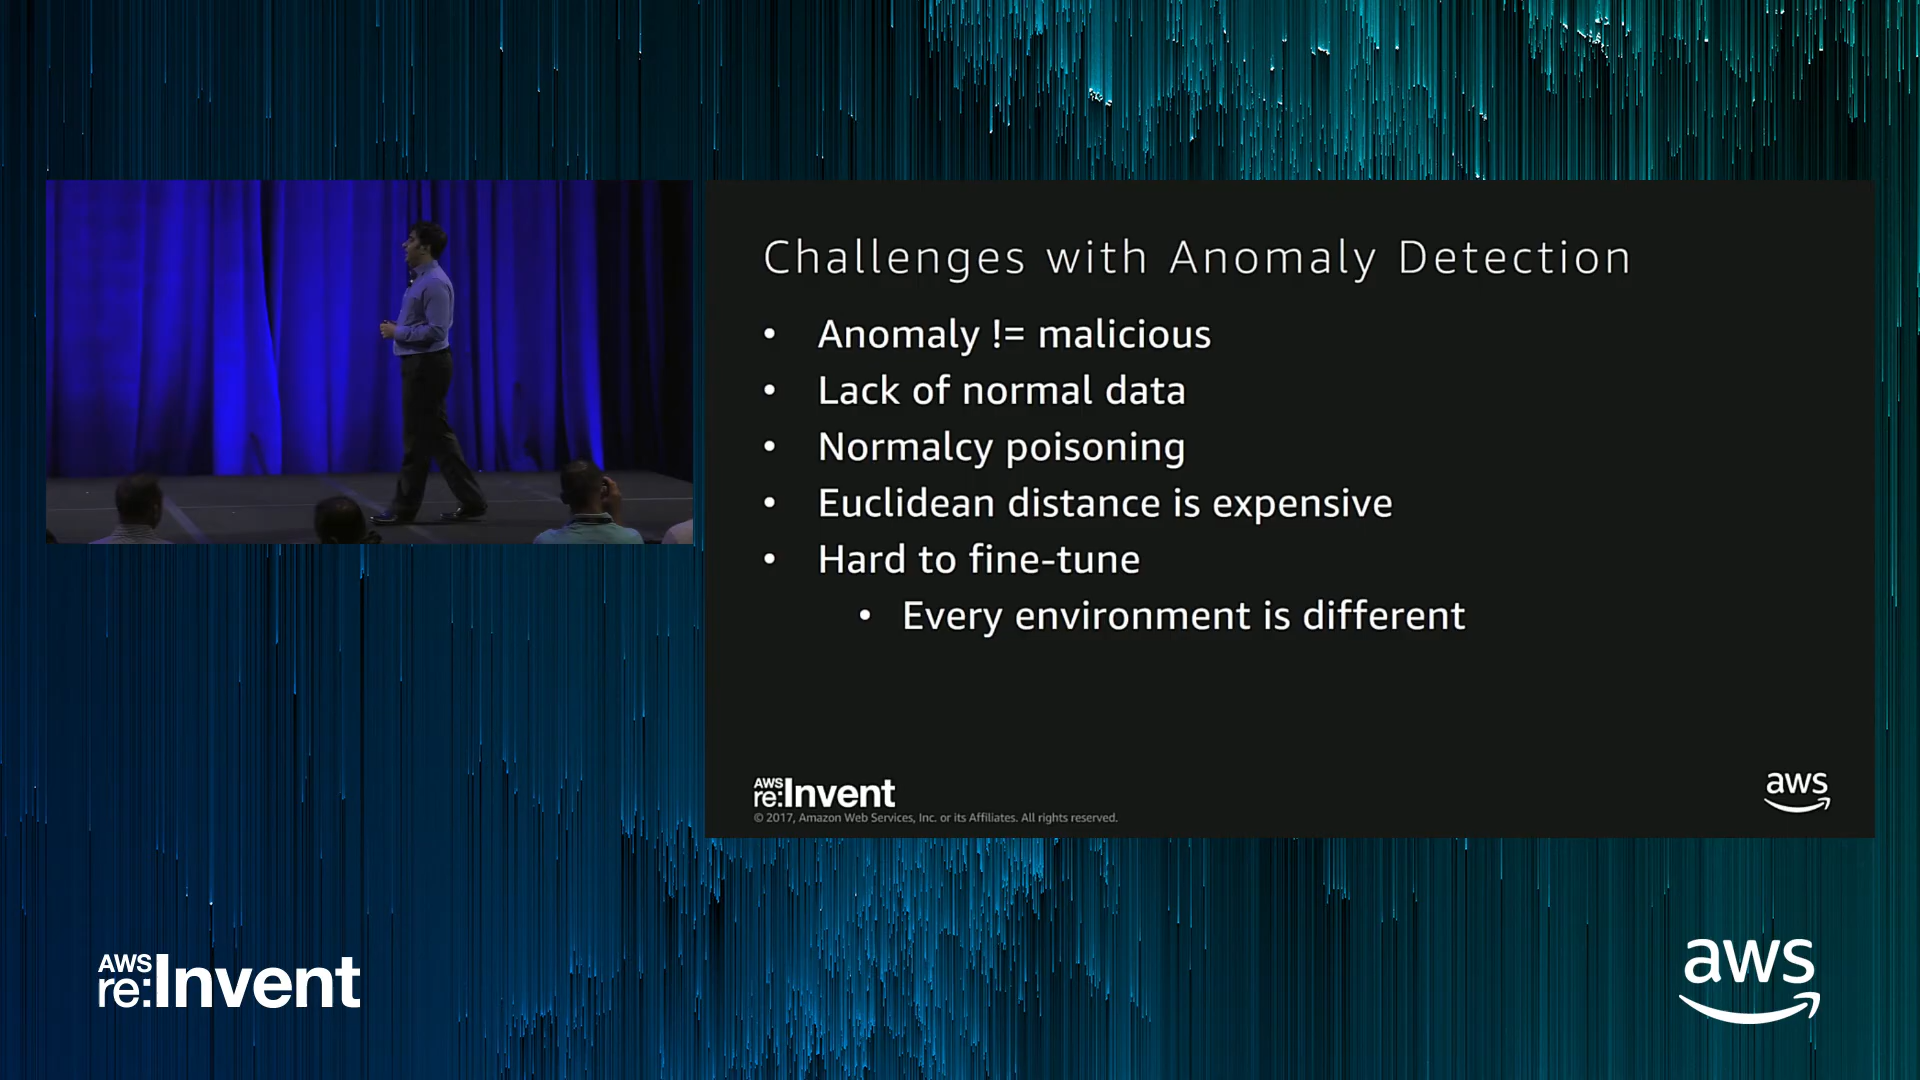 Challenges with Anomaly Detection
• Anomaly != malicious
• Lack of normal data
• Normalcy poisoning
• Euclidean distance is expensive
• Hard to fine-tune
• Every environment is different
AWS
re:Invent
© 2017, Amazon Web Services, Inc. or its Affiliates. All rights reserved.
aws
AWS
re:Invent
aws